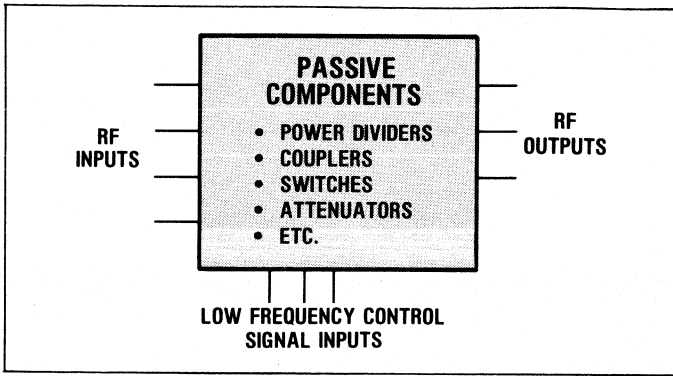 PASSIVE
COMPONENTS
• POWER DIVIDERS
• COUPLERS
• SWITCHES
• ATTENUATORS
• ETC.
RF
INPUTS
RF
OUTPUTS
LOW FREQUENCY CONTROL
SIGNAL INPUTS